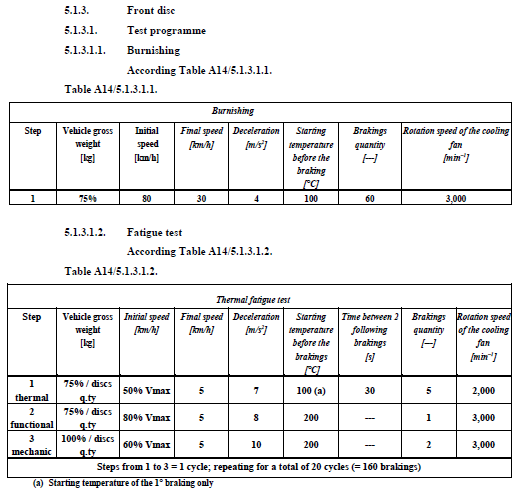 5.1.3. Front disc
5.1.3.1. Test programme
5.1.3.1.1. Burnishing
According Table A14/5.1.3.1.1.
Table A14/5.1.3.1.1.
Burnishing
Step Vehicle gross weight [kg] Initial speed [km/h] Final speed [km/h] Deceleration [m/s²] Starting temperature before the braking [°C] Brakings quantity [---] Rotation speed of the cooling fan [min⁻¹]
1 75% 80 30 4 100 60 3,000
5.1.3.1.2. Fatigue test
According Table A14/5.1.3.1.2.
Table A14/5.1.3.1.2.
Thermal fatigue test
Step Vehicle gross weight [kg] Initial speed [km/h] Final speed [km/h] Deceleration [m/s²] Starting temperature before the brakings [°C] Time between 2 following brakings [s] Brakings quantity [---] Rotation speed of the cooling fan [min⁻¹]
1 thermal 75% / discs q.ty 50% Vmax 5 7 100 (a) 30 5 2,000
2 functional 75% / discs q.ty 80% Vmax 5 8 200 --- 1 3,000
3 mechanic 100% / discs q.ty 60% Vmax 5 10 200 --- 2 3,000
Steps from 1 to 3 = 1 cycle; repeating for a total of 20 cycles (= 160 brakings)
(a) Starting temperature of the 1° braking only